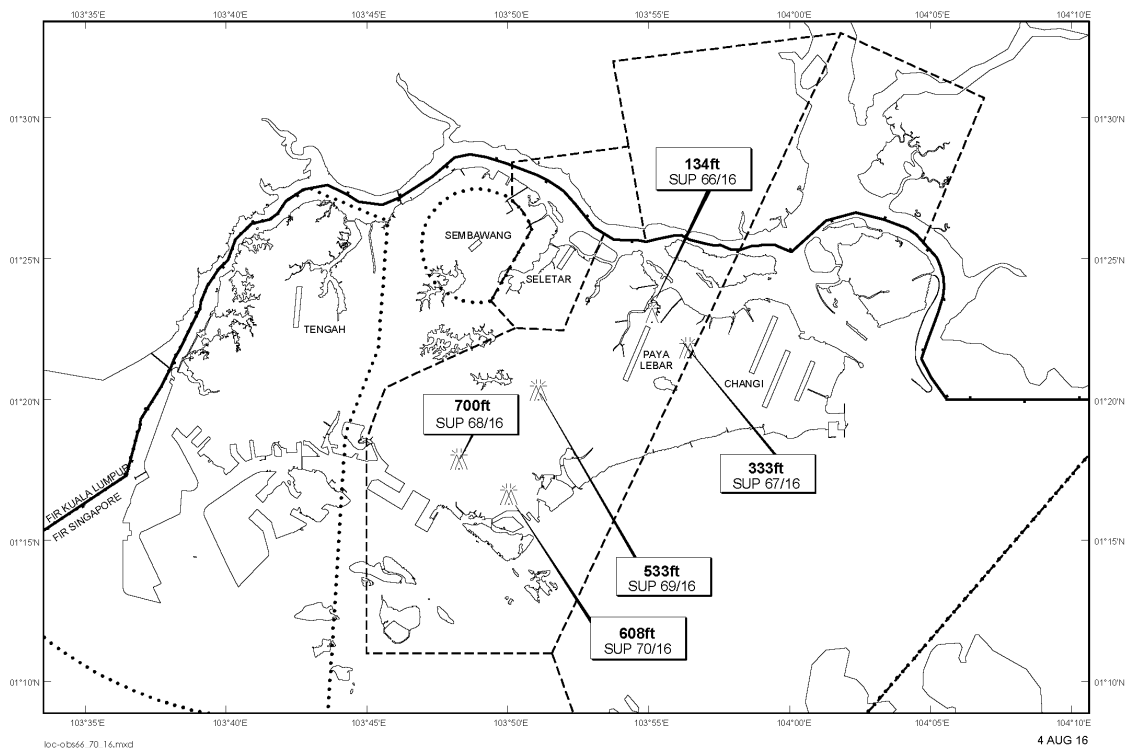 103°35'E 103°40'E 103°45'E 103°50'E 103°55'E 104°00'E 104°05'E 104°10'E
01°30'N 01°30'N
134ft
SUP 66/16
SEMBAWANG
01°25'N 01°25'N
SELETAR
TENGAH
PAYA
LEBAR
CHANGI
01°20'N 01°20'N
700ft
SUP 68/16
333ft
SUP 67/16
FIR KUALA LUMPUR
FIR SINGAPORE
01°15'N 01°15'N
533ft
SUP 69/16
608ft
SUP 70/16
01°10'N 01°10'N
103°35'E 103°40'E 103°45'E 103°50'E 103°55'E 104°00'E 104°05'E 104°10'E
loc-obs66_70_16.mxd
4 AUG 16